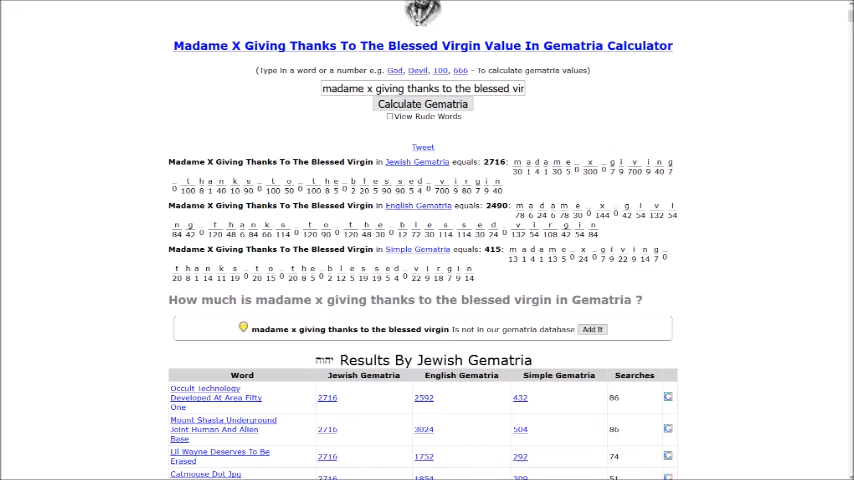 Madame X Giving Thanks To The Blessed Virgin Value In Gematria Calculator
(Type in a word or a number e.g. God, Devil, 100, 666 - To calculate gematria values)
madame x giving thanks to the blessed vir
Calculate Gematria
View Rude Words
Tweet
Madame X Giving Thanks To The Blessed Virgin in Jewish Gematria equals: 2716: m a d a m e _ x _ g i v i n g
30 1 4 1 30 5 0 300 0 7 9 700 9 40 7
_ t h a n k s _ t o _ t h e _ b l e s s e d _ v i r g i n
0 100 8 1 40 10 90 0 100 50 0 100 8 5 0 2 20 5 90 90 5 4 0 700 9 80 7 9 40
Madame X Giving Thanks To The Blessed Virgin in English Gematria equals: 2490: m a d a m e _ x _ g i v i
78 6 24 6 78 30 0 144 0 42 54 132 54
n g _ t h a n k s _ t o _ t h e _ b l e s s e d _ v i r g i n
84 42 0 120 48 6 84 66 114 0 120 90 0 120 48 30 0 12 72 30 114 114 30 24 0 132 54 108 42 54 84
Madame X Giving Thanks To The Blessed Virgin in Simple Gematria equals: 415: m a d a m e _ x _ g i v i n g _
13 1 4 1 13 5 0 24 0 7 9 22 9 14 7 0
t h a n k s _ t o _ t h e _ b l e s s e d _ v i r g i n
20 8 1 14 11 19 0 20 15 0 20 8 5 0 2 12 5 19 19 5 4 0 22 9 18 7 9 14
How much is madame x giving thanks to the blessed virgin in Gematria ?
madame x giving thanks to the blessed virgin is not in our gematria database Add It
יהוה Results By Jewish Gematria
Word Jewish Gematria English Gematria Simple Gematria Searches
Occult Technology
Developed At Area Fifty
One 2716 2592 432 86 G
Mount Shasta Underground
Joint Human And Alien
Base 2716 3024 504 86 G
Lil Wayne Deserves To Be
Erased 2716 1752 292 74 G
Catmouse Dot Jpg
2716 1854 309 51